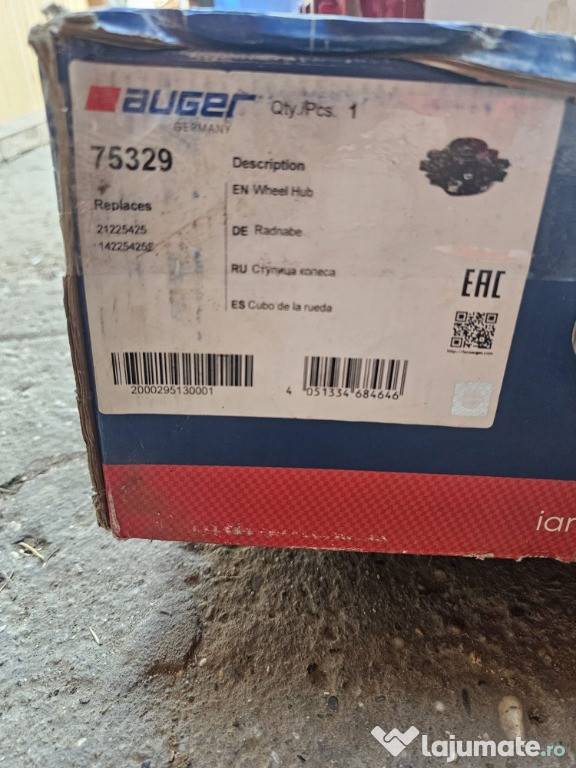 auger
GERMANY
Qty./Pcs. 1
75329
Replaces
21225425
Description
EN Wheel Hub
DE Radnabe
RU Ступица колеса
ES Cubo de la rueda
EAC
2000295130001
4 051334 684646
iam
lajumate.ro